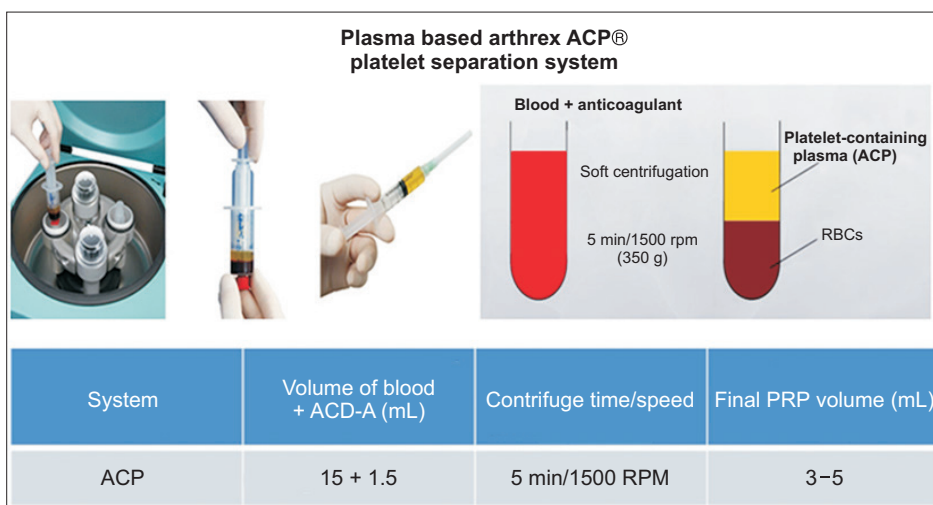 Plasma based arthrex ACP®
platelet separation system
Blood + anticoagulant
Soft centrifugation
5 min/1500 rpm
(350 g)
Platelet-containing
plasma (ACP)
RBCs
System
Volume of blood
+ ACD-A (mL)
Contrifuge time/speed
Final PRP volume (mL)
ACP
15 + 1.5
5 min/1500 RPM
3–5